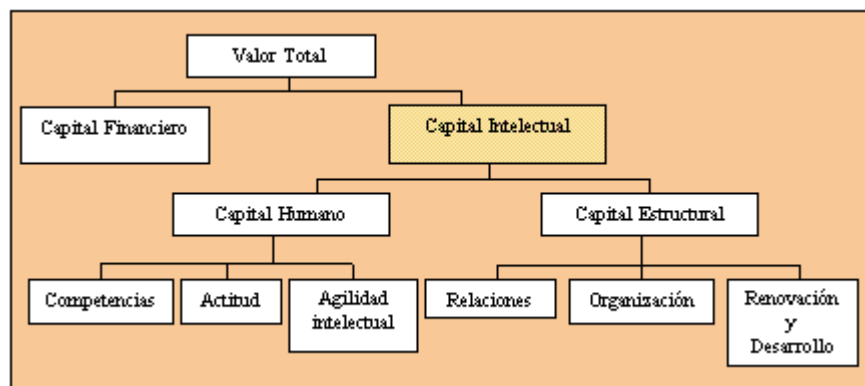 Valor Total
Capital Financiero
Capital Intelectual
Capital Humano
Capital Estructural
Competencias
Actitud
Agilidad
intelectual
Relaciones
Organización
Renovación
y
Desarrollo